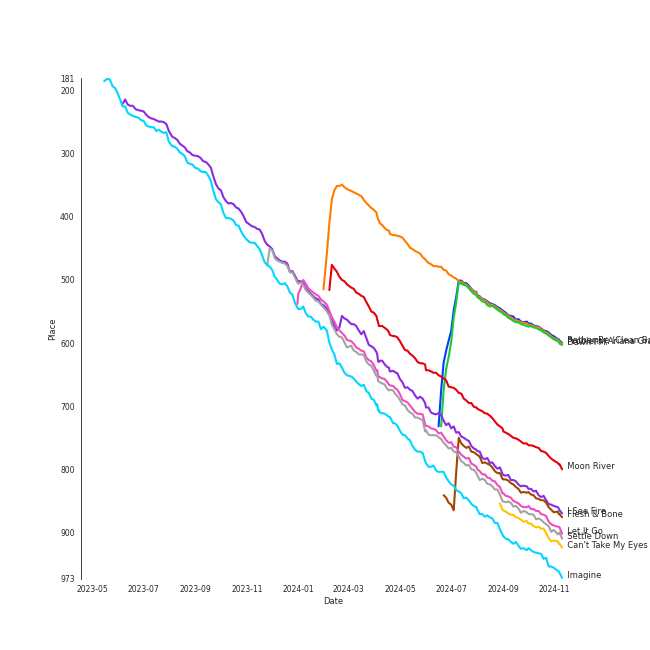 181
200
300
400
500
600
700
800
900
973
Place
2023-05
2023-07
2023-09
2023-11
2024-01
2024-03
2024-05
2024-07
2024-09
2024-11
Date
Moon River
I See Fire
Flesh & Bone
Let It Go
Settle Down
Can't Take My Eyes
Imagine